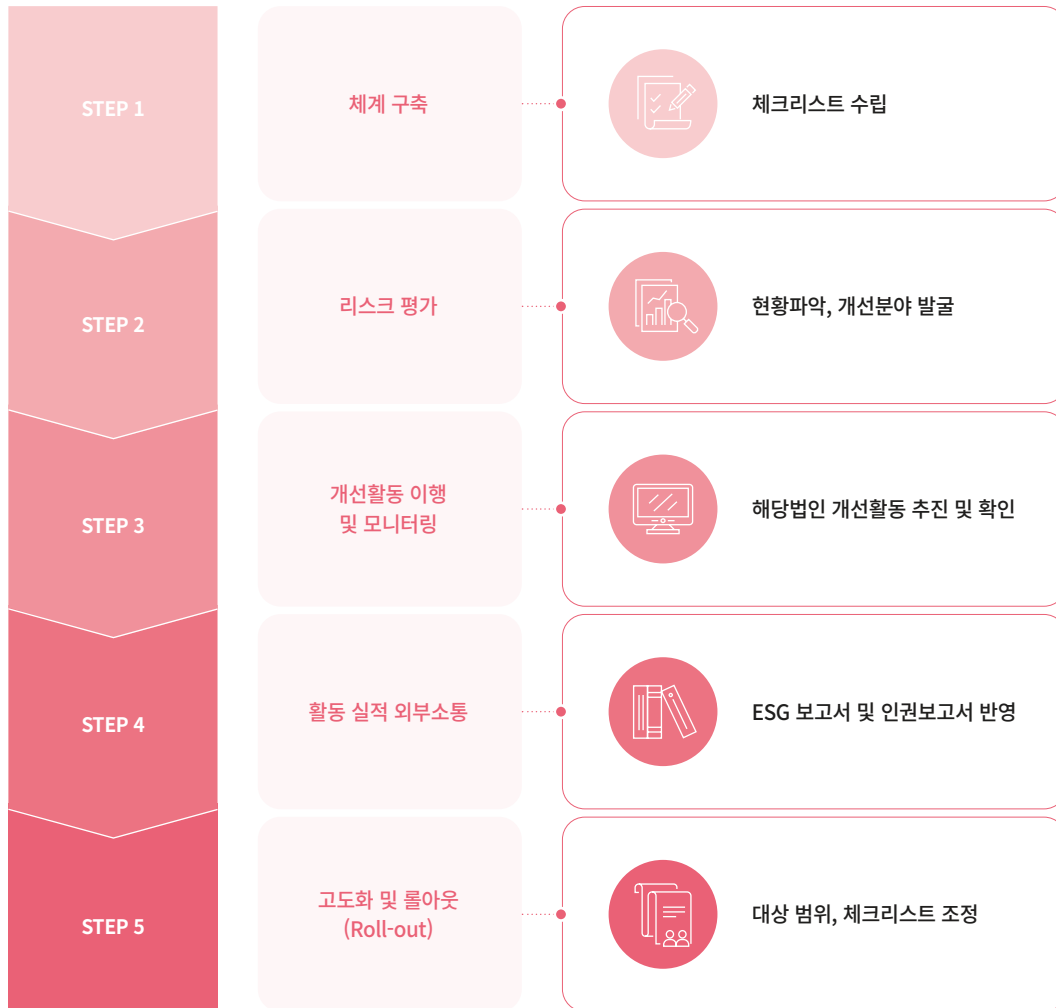 STEP 1
체계 구축
체크리스트 수립
STEP 2
리스크 평가
현황파악, 개선분야 발굴
STEP 3
개선활동 이행
및 모니터링
해당법인 개선활동 추진 및 확인
STEP 4
활동 실적 외부소통
ESG 보고서 및 인권보고서 반영
STEP 5
고도화 및 롤아웃
(Roll-out)
대상 범위, 체크리스트 조정